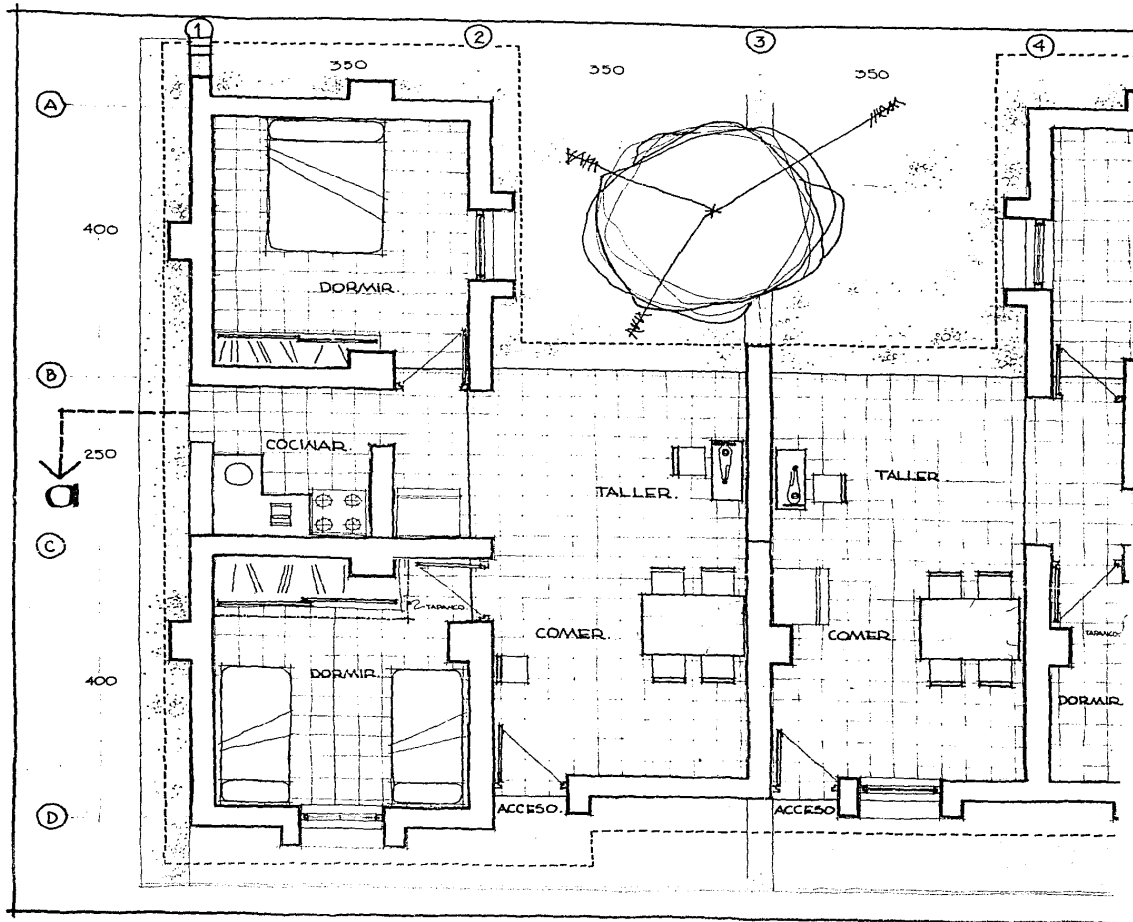 1
2
3
4
350
350
350
A
400
DORMIR.
B
COCINAR.
250
TALLER.
TALLER
C
TAPANCO
COMER.
COMER.
TAPANCO.
DORMIR.
400
DORMIR
D
ACCESO.
ACCESO